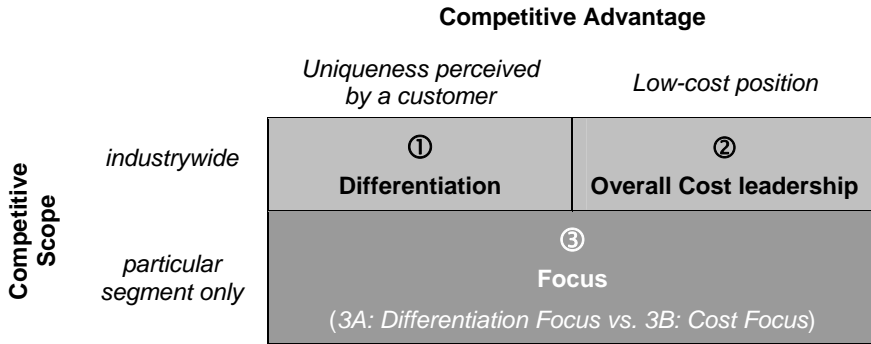 Competitive Advantage
Uniqueness perceived
by a customer
Low-cost position
Competitive
Scope
industrywide
①
Differentiation
②
Overall Cost leadership
particular
segment only
③
Focus
(3A: Differentiation Focus vs. 3B: Cost Focus)